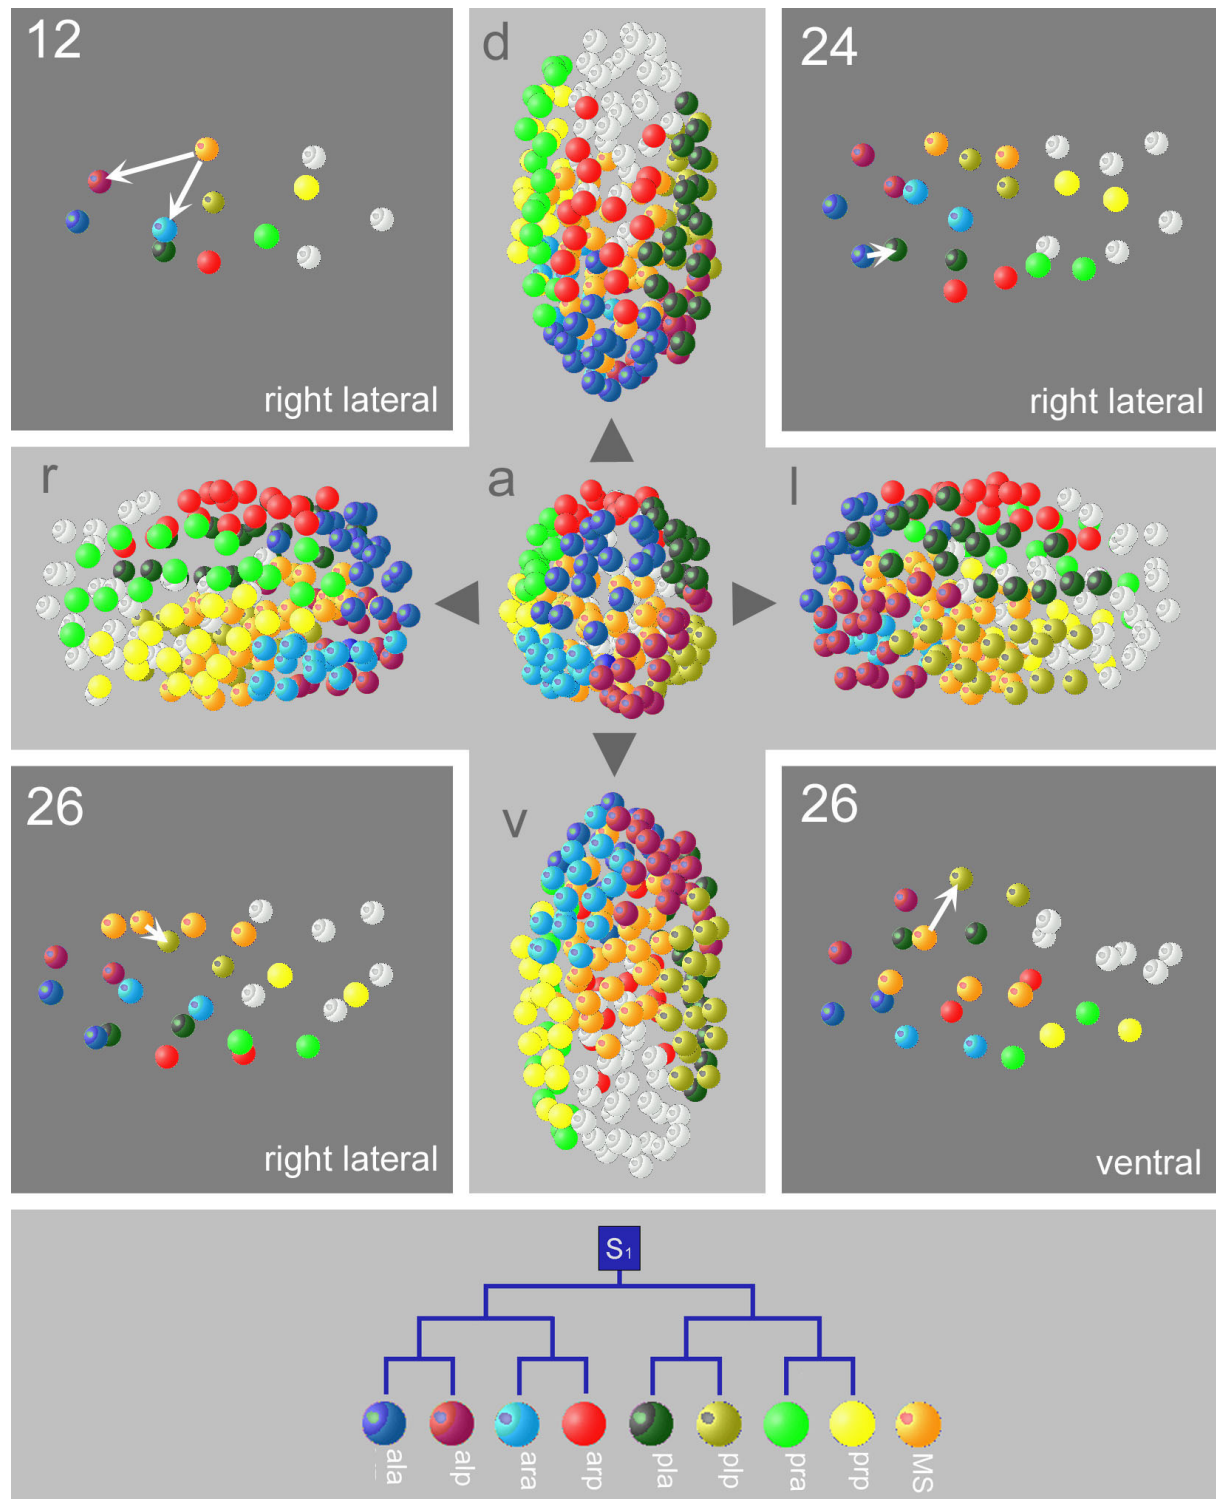 12
right lateral
d
24
right lateral
r
a
l
26
right lateral
v
26
ventral
S₁
ala
alp
ara
arp
pla
plp
pra
prp
MS